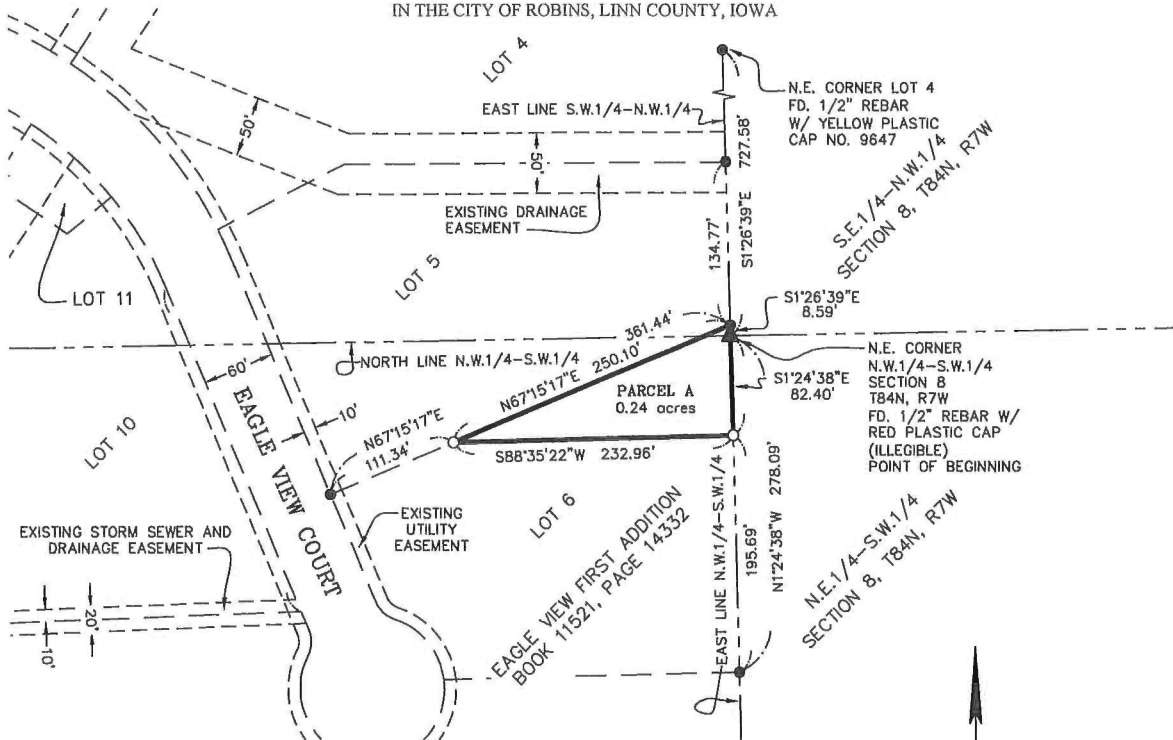 IN THE CITY OF ROBINS, LINN COUNTY, IOWA
LOT 4
N.E. CORNER LOT 4
FD. 1/2" REBAR
W/ YELLOW PLASTIC
CAP NO. 9647
EAST LINE S.W.1/4-N.W.1/4
50'
50'
727.58'
S1°26'39"E
134.77'
S.E.1/4-N.W.1/4
SECTION 8, T84N, R7W
EXISTING DRAINAGE
EASEMENT
LOT 5
LOT 11
S1°26'39"E
8.59'
361.44'
NORTH LINE N.W.1/4-S.W.1/4
N67°15'17"E 250.10'
N.E. CORNER
N.W.1/4-S.W.1/4
SECTION 8
T84N, R7W
FD. 1/2" REBAR W/
RED PLASTIC CAP
(ILLEGIBLE)
POINT OF BEGINNING
S1°24'38"E
82.40'
PARCEL A
0.24 acres
60'
EAGLE VIEW COURT
10'
N67°15'17"E
111.34'
S88°35'22"W 232.96'
LOT 10
LOT 6
EXISTING
UTILITY
EASEMENT
EXISTING STORM SEWER AND
DRAINAGE EASEMENT
EAGLE VIEW FIRST ADDITION
BOOK 11521, PAGE 14332
EAST LINE N.W.1/4-S.W.1/4
195.69'
N1°24'38"W 278.09'
N.E.1/4-S.W.1/4
SECTION 8, T84N, R7W
20'
10'